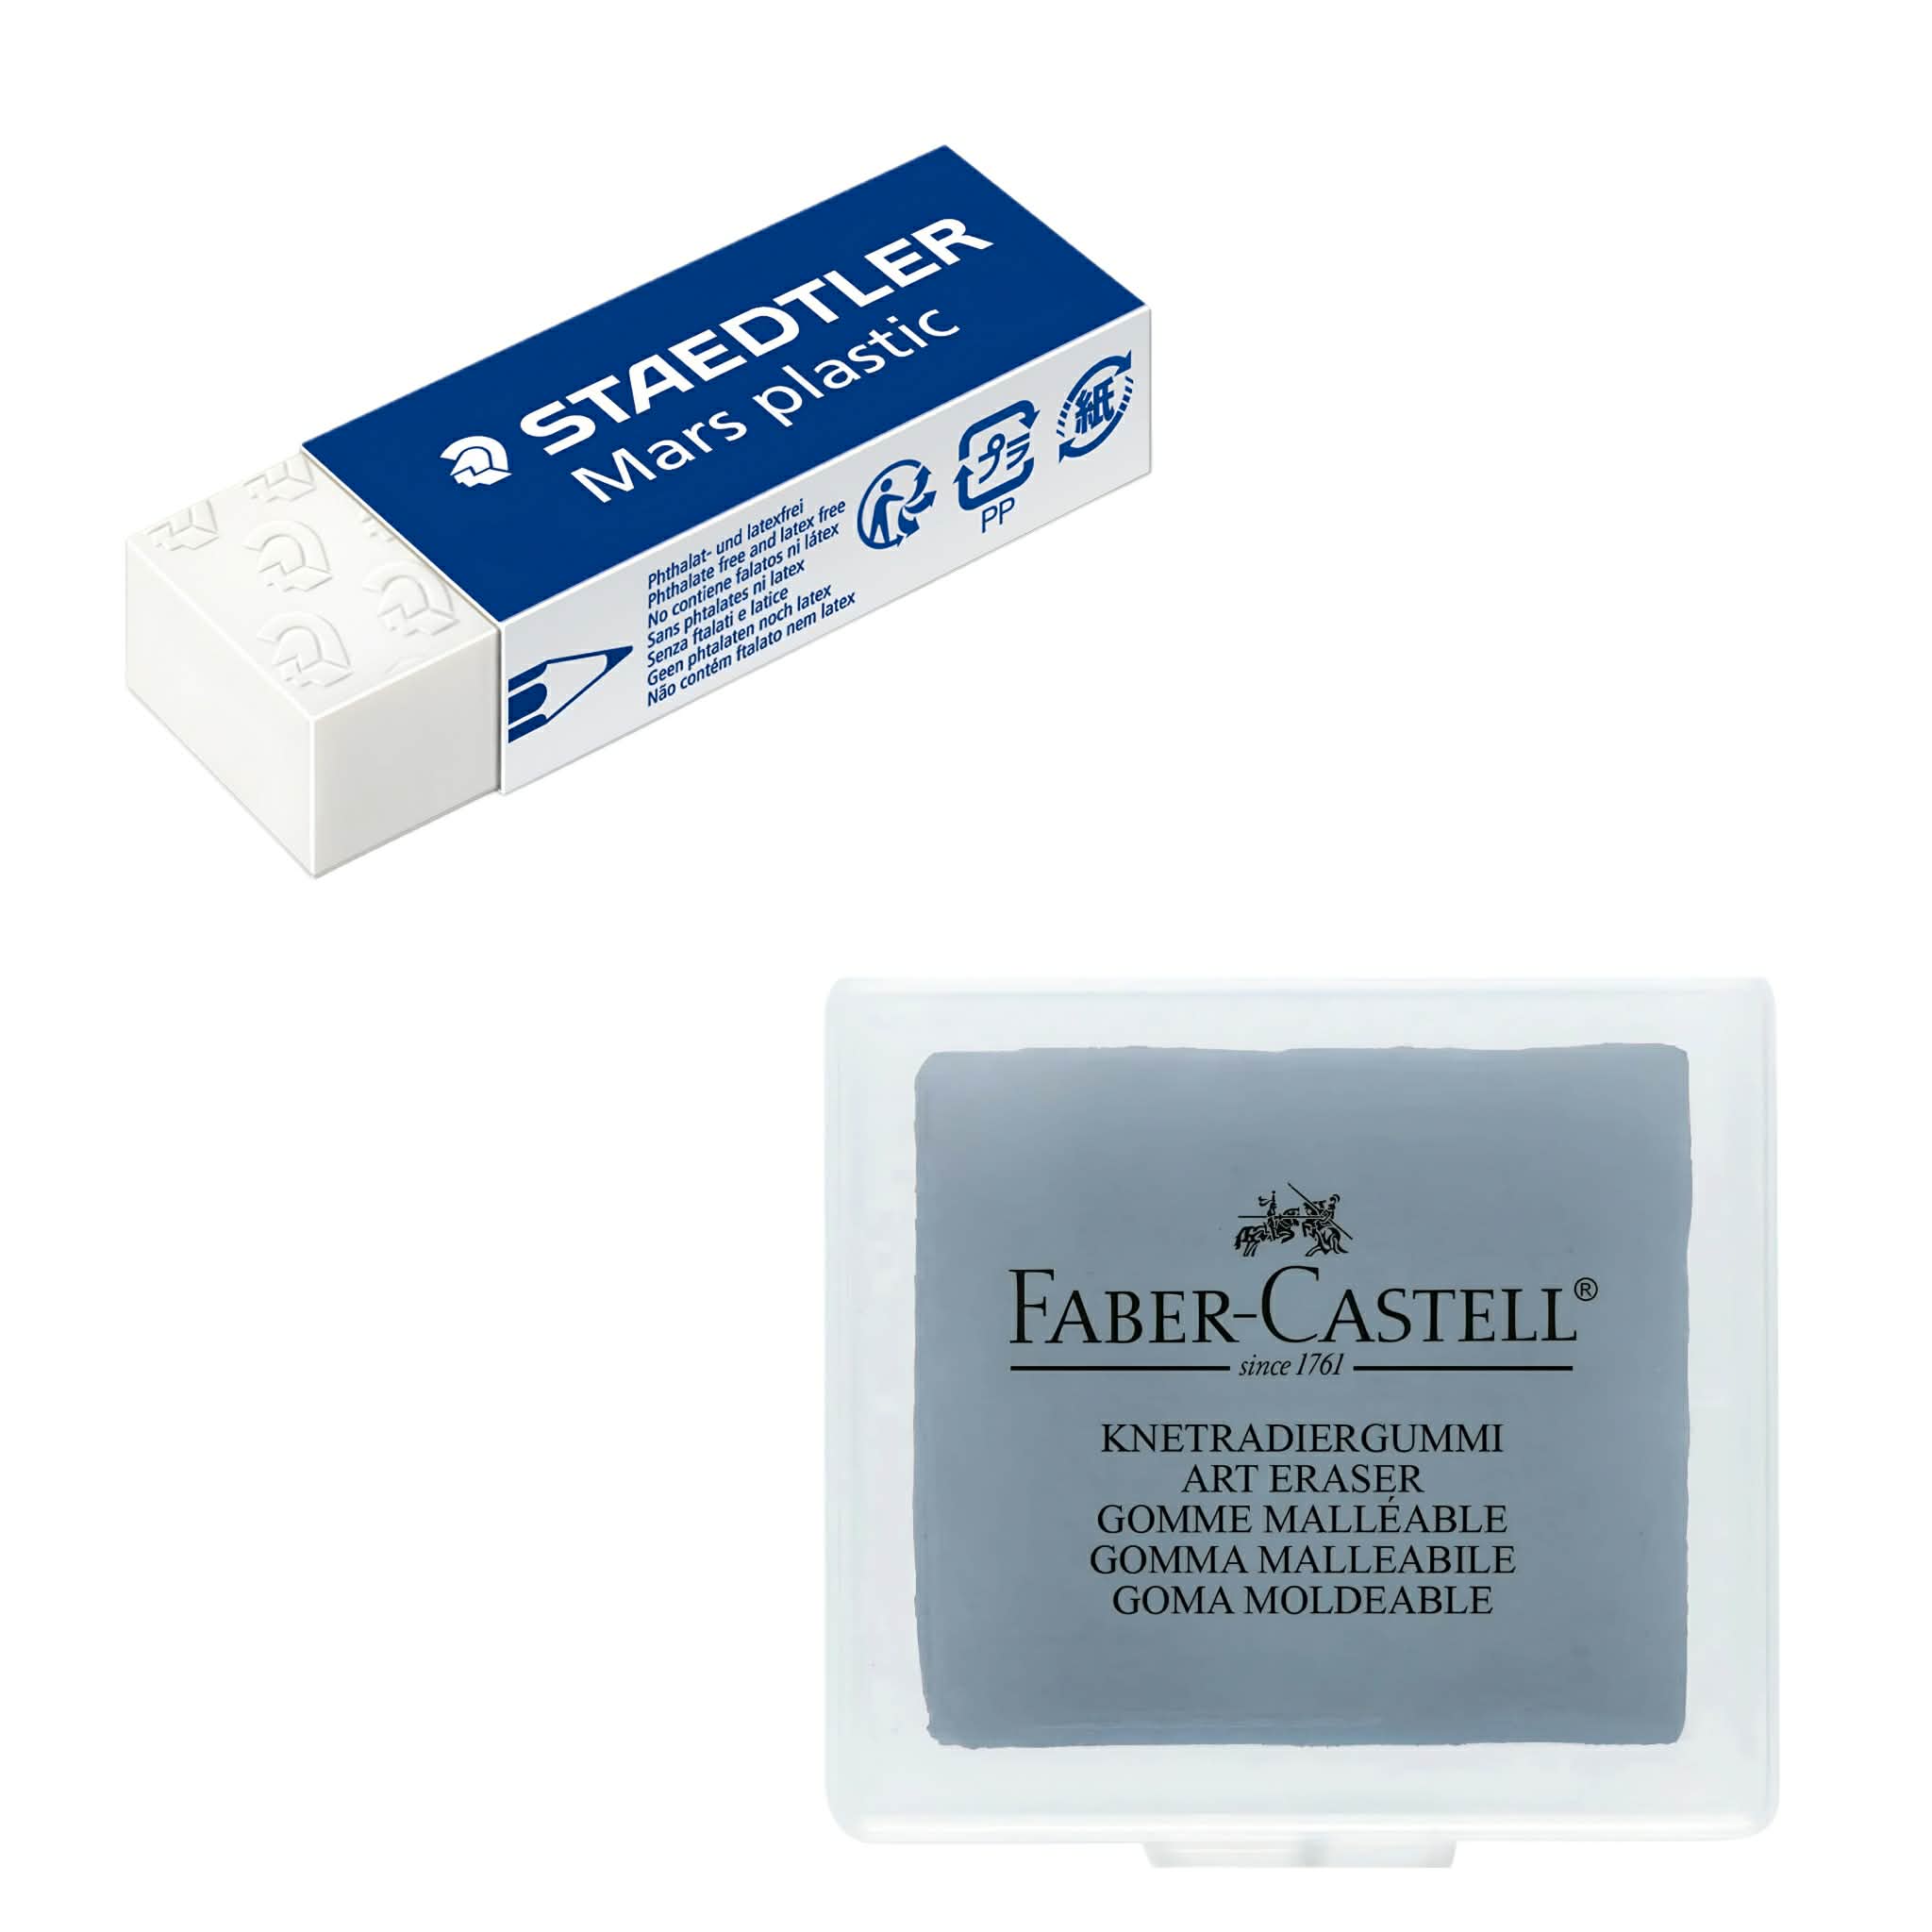 STAEDTLER
Mars plastic
Phthalat- und latexfrei
Phthalate free and latex free
No contiene falatos ni látex
Sans phtalates ni latex
Senza ftalati e latice
Geen phtalaten noch latex
Não contém ftalato nem latex
プラ
PP
紙
FABER-CASTELL®
since 1761
KNETRADIERGUMMI
ART ERASER
GOMME MALLÉABLE
GOMMA MALLEABILE
GOMA MOLDEABLE